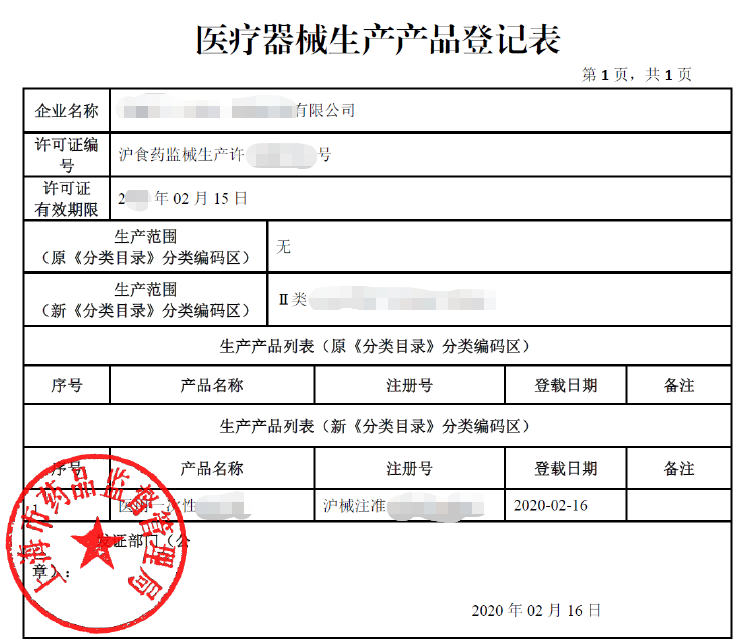 医疗器械生产产品登记表
第 1 页，共 1 页
企业名称
有限公司
许可证编
号
沪食药监械生产许
号
许可证
有效期限
2
年 02 月 15 日
生产范围
（原《分类目录》分类编码区）
无
生产范围
（新《分类目录》分类编码区）
Ⅱ类
生产产品列表（原《分类目录》分类编码区）
序号 产品名称 注册号 登载日期 备注
生产产品列表（新《分类目录》分类编码区）
序号 产品名称 注册号 登载日期 备注
1 医用一次性 沪械注准 2020-02-16
发证部门（公
章）：
上海市药品监督管理局
2020 年 02 月 16 日